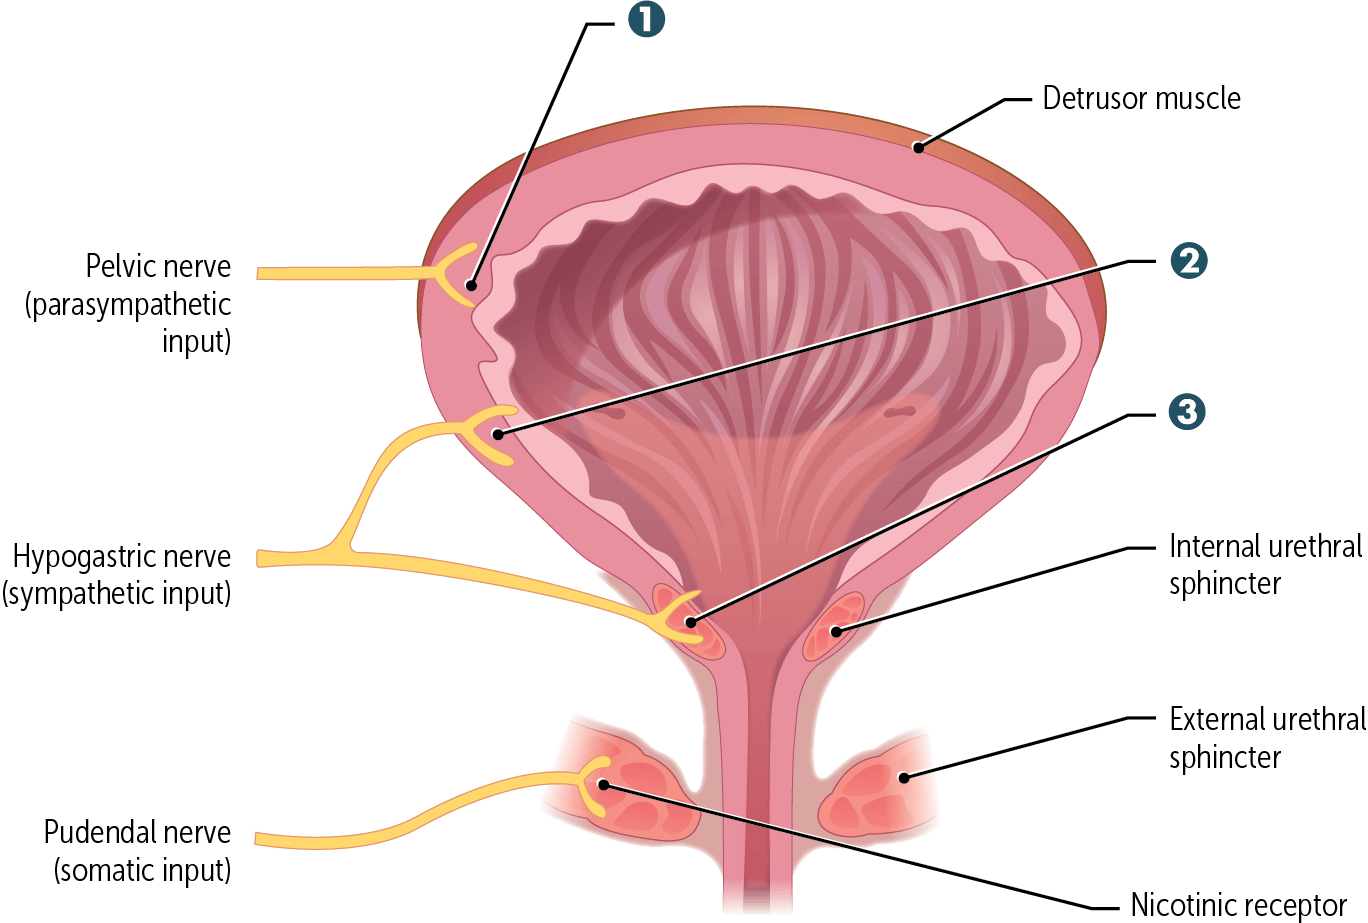 1
Detrusor muscle
Pelvic nerve
(parasympathetic
input)
2
3
Hypogastric nerve
(sympathetic input)
Internal urethral
sphincter
External urethral
sphincter
Pudendal nerve
(somatic input)
Nicotinic receptor